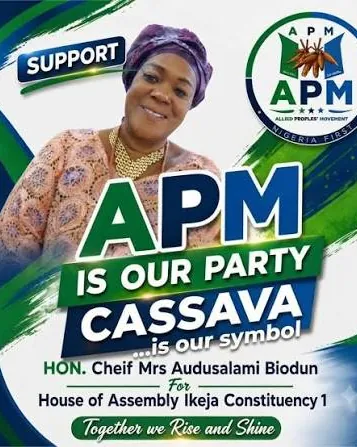 SUPPORT
A P M
APM
ALLIED PEOPLES' MOVEMENT
NIGERIA FIRST
APM
IS OUR PARTY
CASSAVA
...is our symbol
HON. Cheif Mrs Audusalami Biodun
For
House of Assembly Ikeja Constituency 1
Together we Rise and Shine